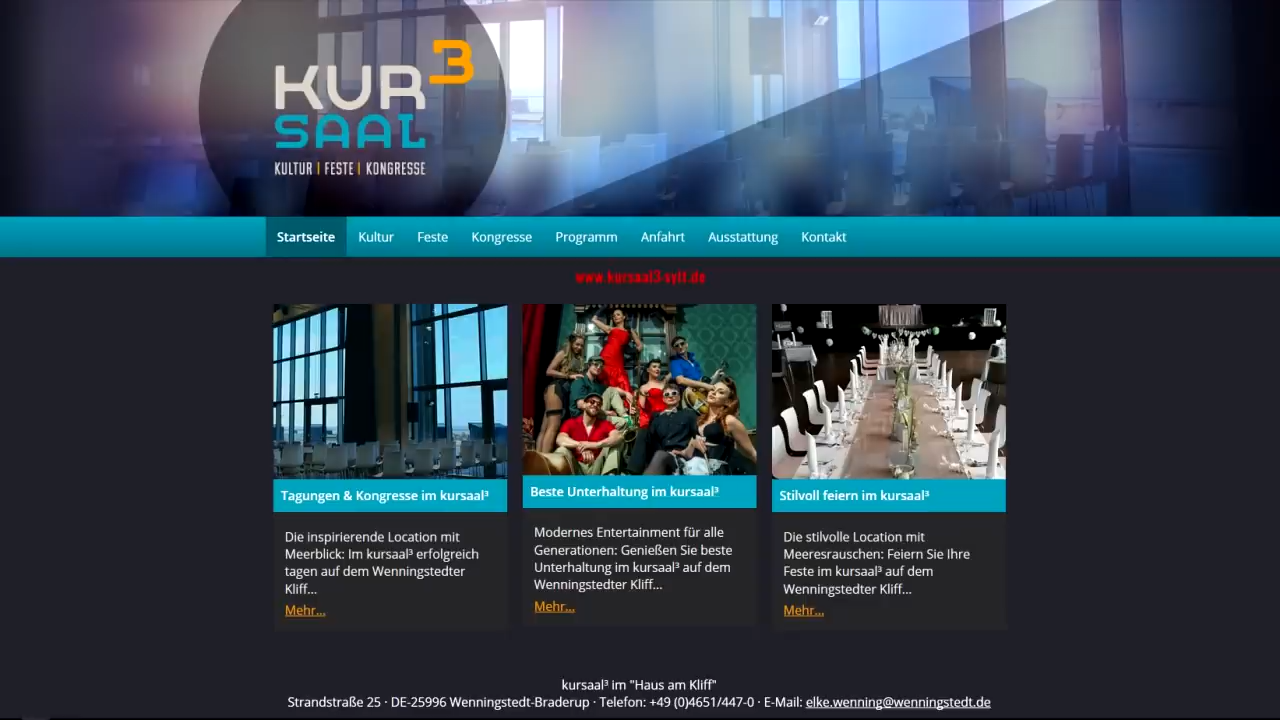 KUR3
SAAL
KULTUR | FESTE | KONGRESSE
Startseite Kultur Feste Kongresse Programm Anfahrt Ausstattung Kontakt
www.kursaal3-sylt.de
Tagungen & Kongresse im kursaal³
Die inspirierende Location mit
Meerblick: Im kursaal³ erfolgreich
tagen auf dem Wenningstedter
Kliff...
Mehr...
Beste Unterhaltung im kursaal³
Modernes Entertainment für alle
Generationen: Genießen Sie beste
Unterhaltung im kursaal³ auf dem
Wenningstedter Kliff...
Mehr...
Stilvoll feiern im kursaal³
Die stilvolle Location mit
Meeresrauschen: Feiern Sie Ihre
Feste im kursaal³ auf dem
Wenningstedter Kliff...
Mehr...
kursaal³ im "Haus am Kliff"
Strandstraße 25 · DE-25996 Wenningstedt-Braderup · Telefon: +49 (0)4651/447-0 · E-Mail: elke.wenning@wenningstedt.de